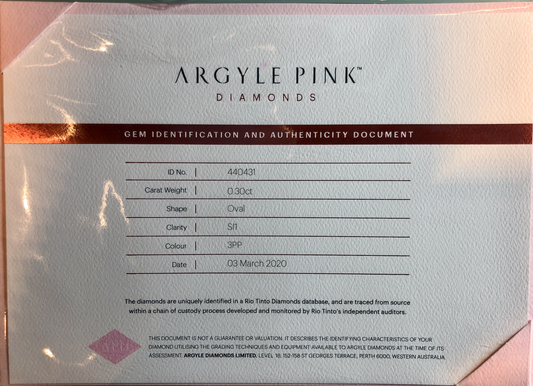 ARGYLE PINK™
DIAMONDS
GEM IDENTIFICATION AND AUTHENTICITY DOCUMENT
ID No. | 440431
Carat Weight | 0.30ct
Shape | Oval
Clarity | SI1
Colour | 3PP
Date | 03 March 2020
The diamonds are uniquely identified in a Rio Tinto Diamonds database, and are traced from source
within a chain of custody process developed and monitored by Rio Tinto's independent auditors.
THIS DOCUMENT IS NOT A GUARANTEE OR VALUATION. IT DESCRIBES THE IDENTIFYING CHARACTERISTICS OF YOUR
DIAMOND UTILISING THE GRADING TECHNIQUES AND EQUIPMENT AVAILABLE TO ARGYLE DIAMONDS AT THE TIME OF ITS
ASSESSMENT. ARGYLE DIAMONDS LIMITED. LEVEL 18, 152-158 ST GEORGES TERRACE, PERTH 6000, WESTERN AUSTRALIA